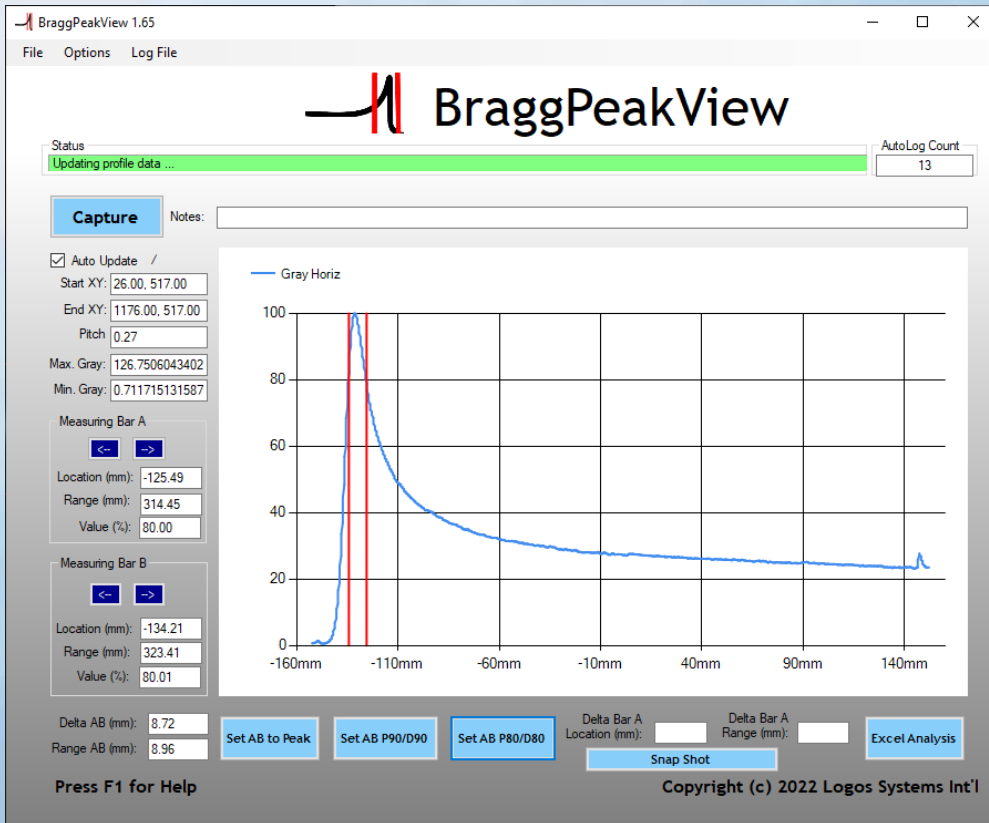 BraggPeakView 1.65
File Options Log File
BraggPeakView
Status
AutoLog Count
Updating profile data ...
13
Capture
Notes:
Auto Update /
Start XY: 26.00, 517.00
End XY: 1176.00, 517.00
Pitch 0.27
Max. Gray: 126.7506043402
Min. Gray: 0.711715131587
Measuring Bar A
<-- -->
Location (mm): -125.49
Range (mm): 314.45
Value (%): 80.00
Measuring Bar B
<-- -->
Location (mm): -134.21
Range (mm): 323.41
Value (%): 80.01
Gray Horiz
100
80
60
40
20
0
-160mm -110mm -60mm -10mm 40mm 90mm 140mm
Delta AB (mm): 8.72
Range AB (mm): 8.96
Set AB to Peak
Set AB P90/D90
Set AB P80/D80
Delta Bar A
Location (mm):
Delta Bar A
Range (mm):
Snap Shot
Excel Analysis
Press F1 for Help
Copyright (c) 2022 Logos Systems Int'l